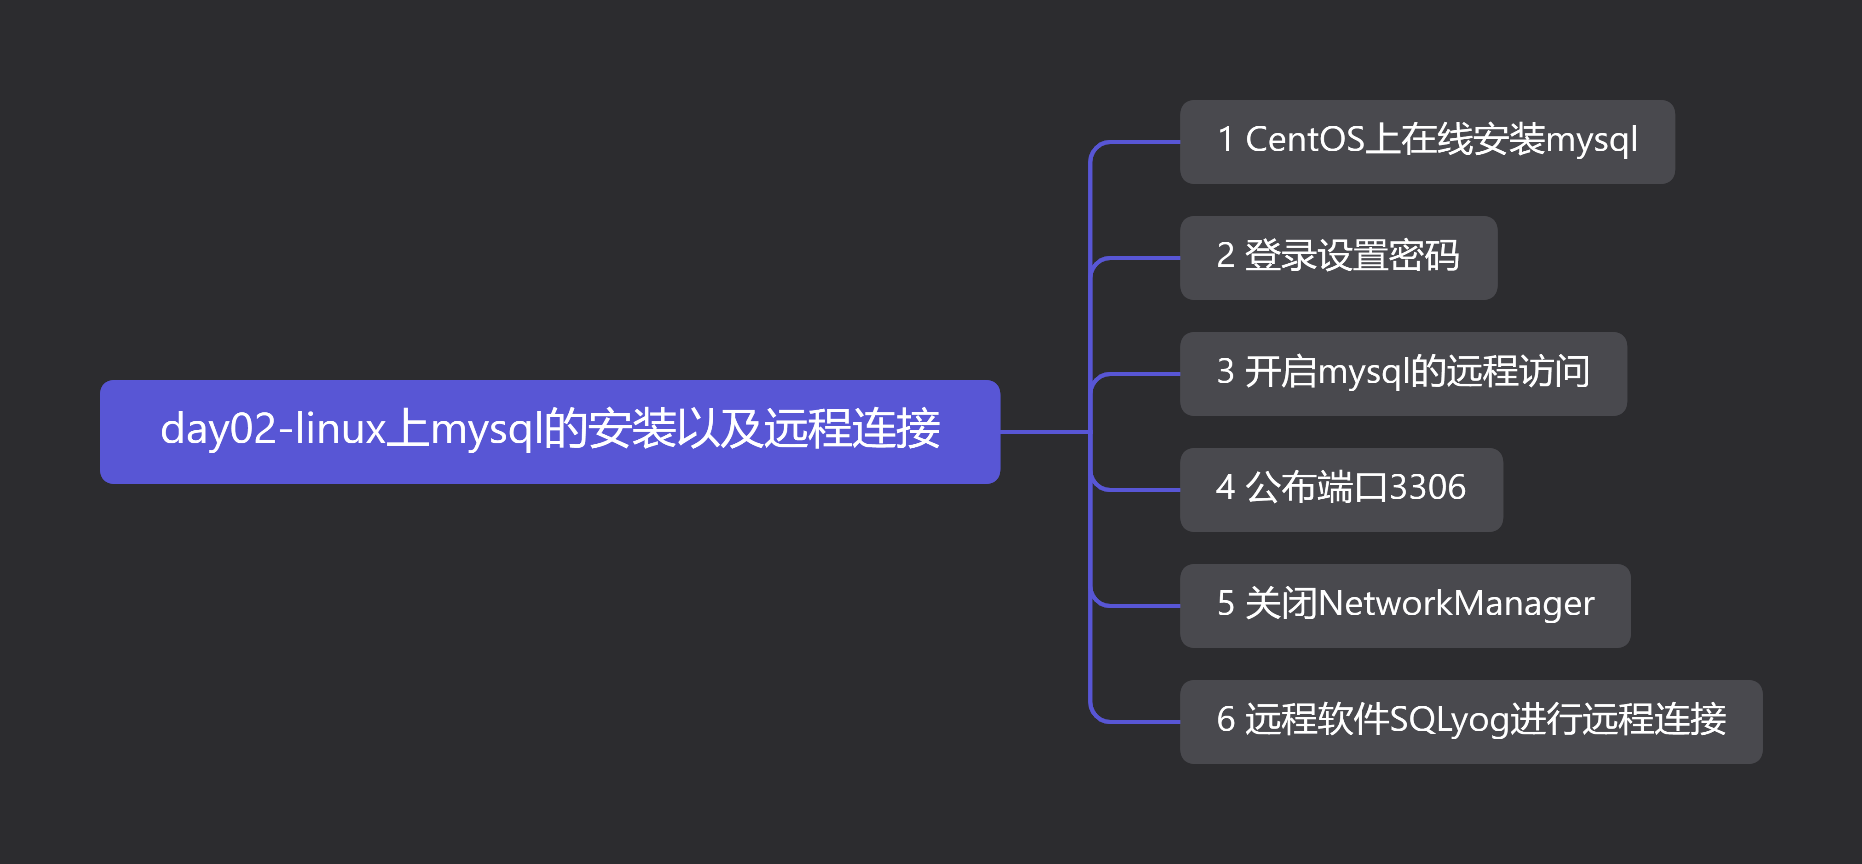 1 CentOS上在线安装mysql
2 登录设置密码
3 开启mysql的远程访问
day02-linux上mysql的安装以及远程连接
4 公布端口3306
5 关闭NetworkManager
6 远程软件SQLyog进行远程连接